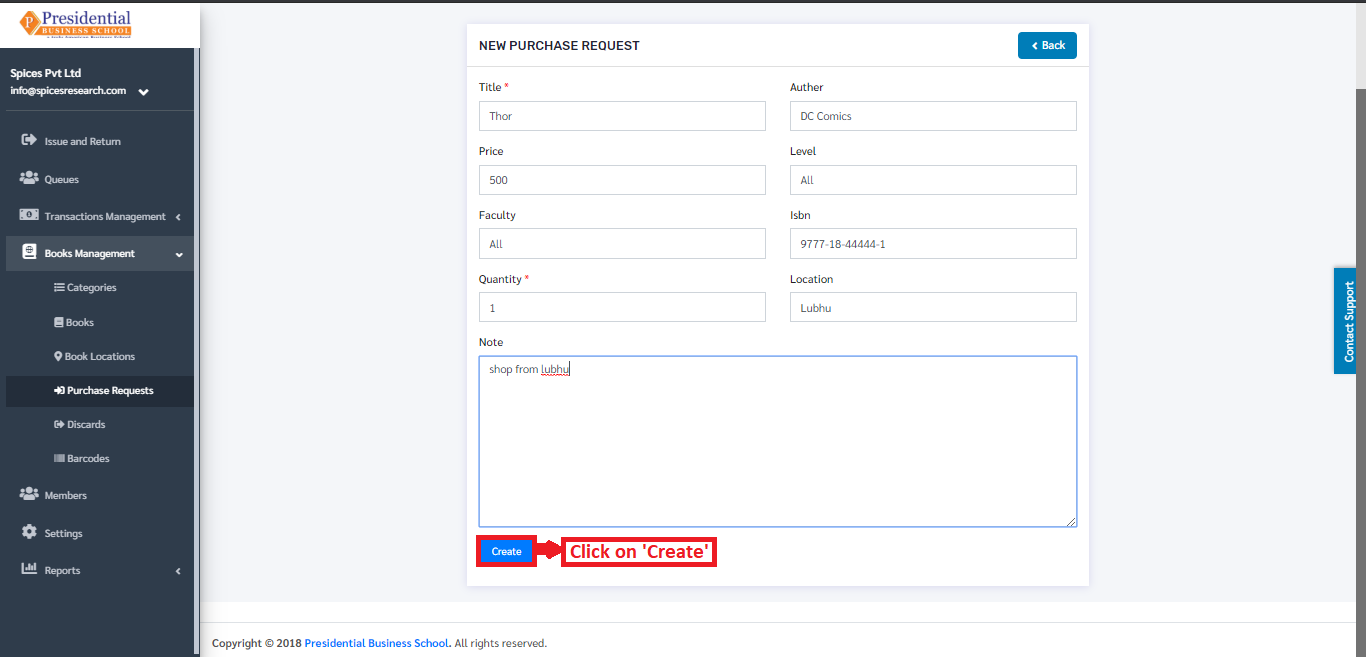 Presidential
BUSINESS SCHOOL
Spices Pvt Ltd
info@spicesresearch.com
Issue and Return
Queues
Transactions Management
Books Management
Categories
Books
Book Locations
Purchase Requests
Discards
Barcodes
Members
Settings
Reports
NEW PURCHASE REQUEST
Back
Title *
Auther
Thor
DC Comics
Price
Level
500
All
Faculty
Isbn
All
9777-18-44444-1
Quantity *
Location
1
Lubhu
Note
shop from lubhu
Create
Click on 'Create'
Contact Support
Copyright © 2018 Presidential Business School. All rights reserved.